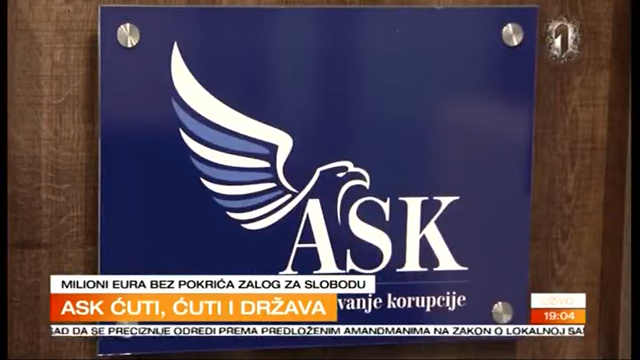 1
ASK
vanje korupcije
MILIONI EURA BEZ POKRIĆA ZALOG ZA SLOBODU
ASK ĆUTI, ĆUTI I DRŽAVA
UŽIVO
19:04
SAD DA SE PRECIZNIJE ODREDI PREMA PREDLOŽENIM AMANDMANIMA NA ZAKON O LOKALNOJ SA